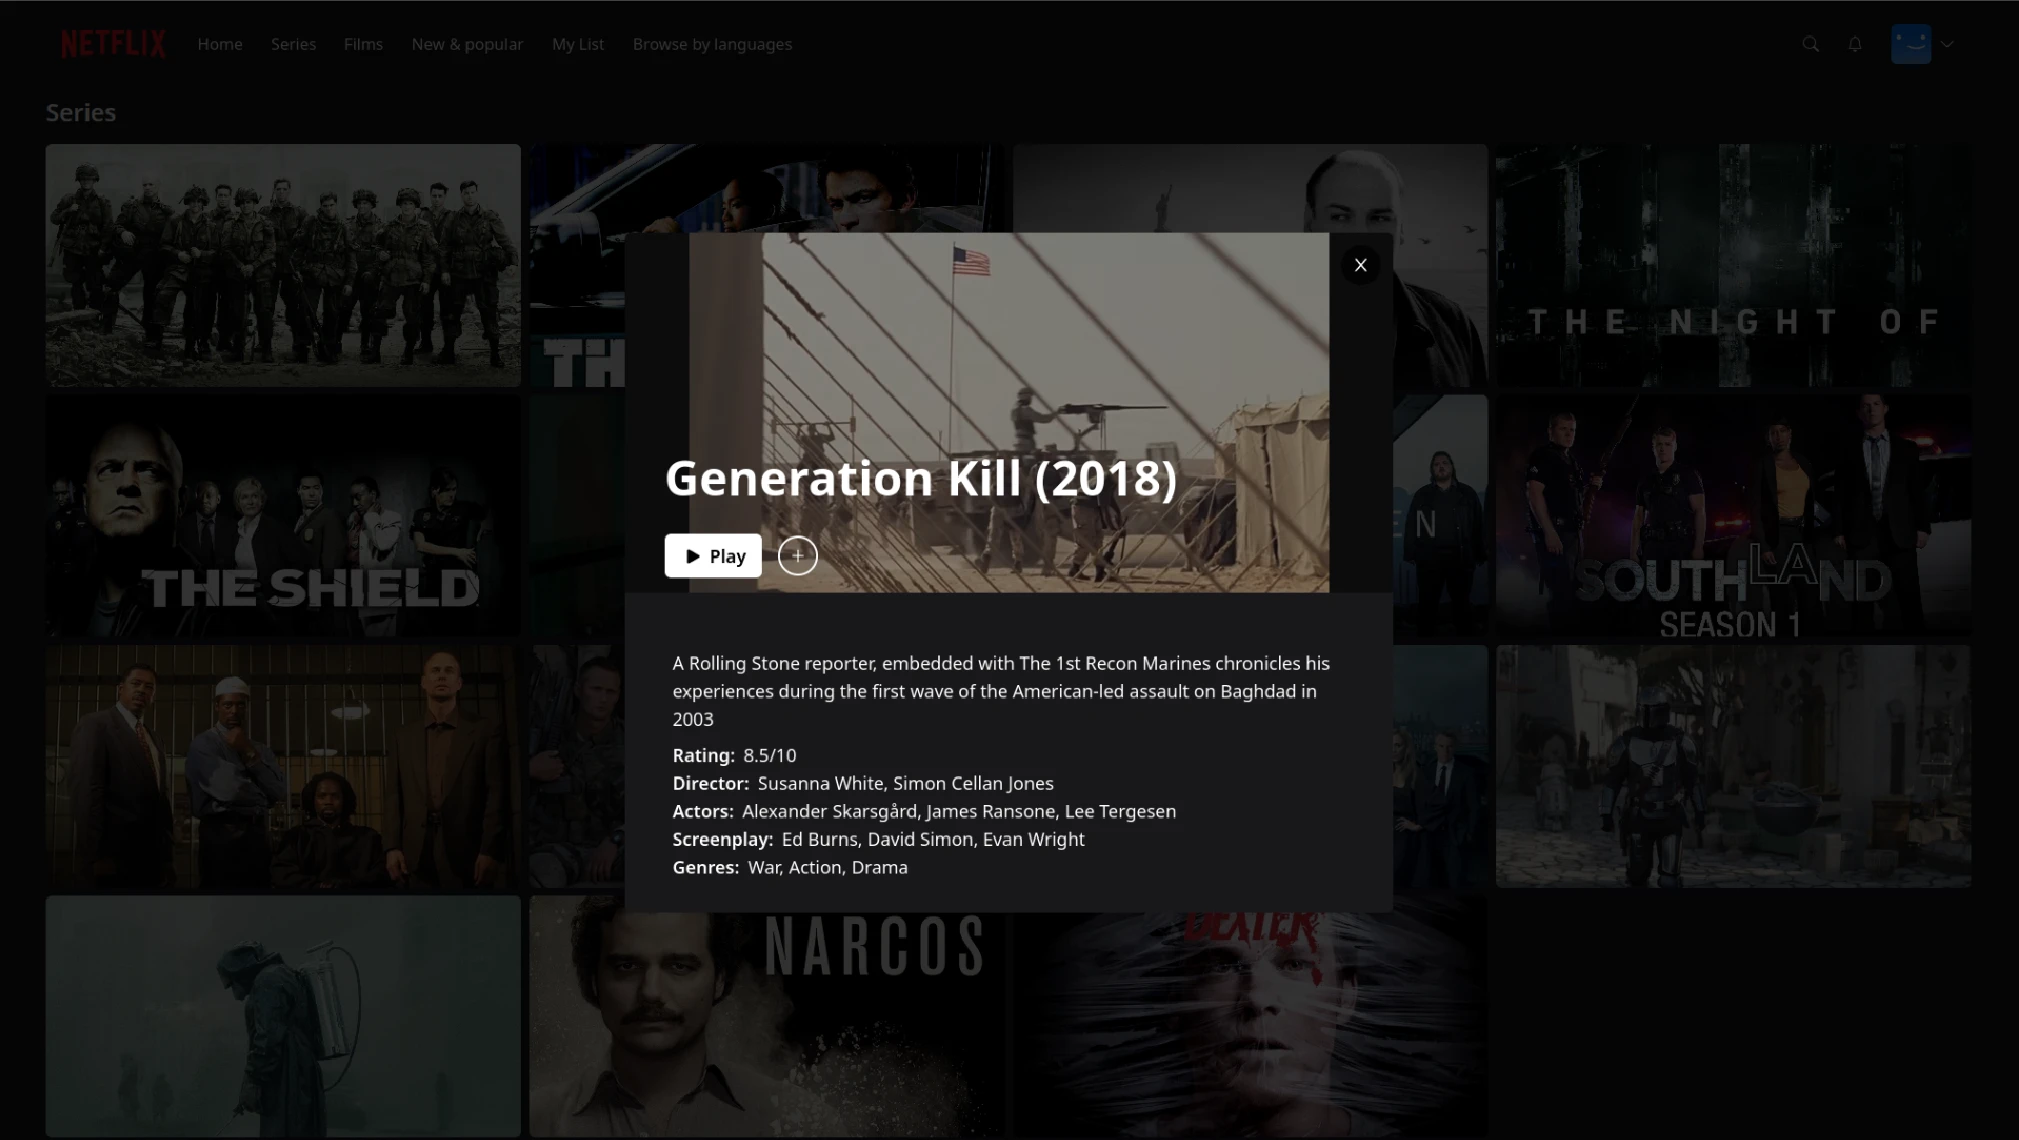 NETFLIX Home Series Films New & popular My List Browse by languages
Series
TH
THE NIGHT OF
THE SHIELD
N
SOUTHLAND
SEASON 1
X
Generation Kill (2018)
Play
A Rolling Stone reporter, embedded with The 1st Recon Marines chronicles his
experiences during the first wave of the American-led assault on Baghdad in
2003
Rating: 8.5/10
Director: Susanna White, Simon Cellan Jones
Actors: Alexander Skarsgård, James Ransone, Lee Tergesen
Screenplay: Ed Burns, David Simon, Evan Wright
Genres: War, Action, Drama
NARCOS
DEXTER